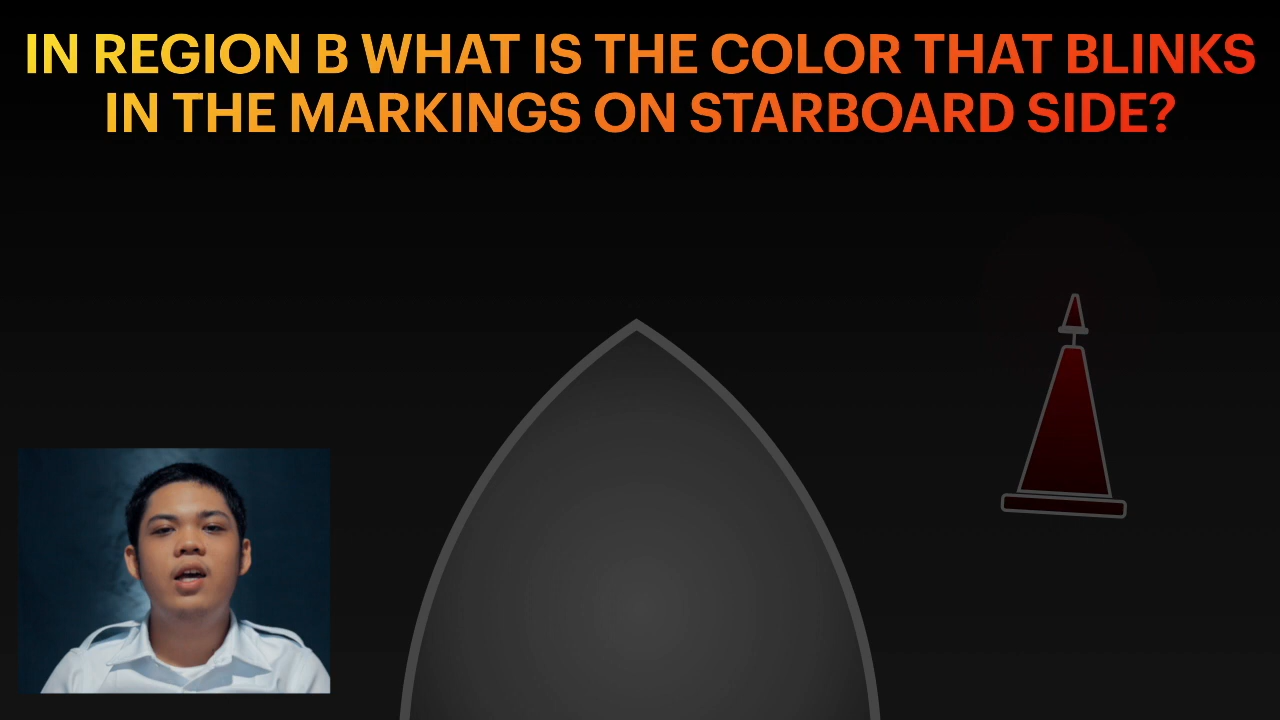 IN REGION B WHAT IS THE COLOR THAT BLINKS
IN THE MARKINGS ON STARBOARD SIDE?